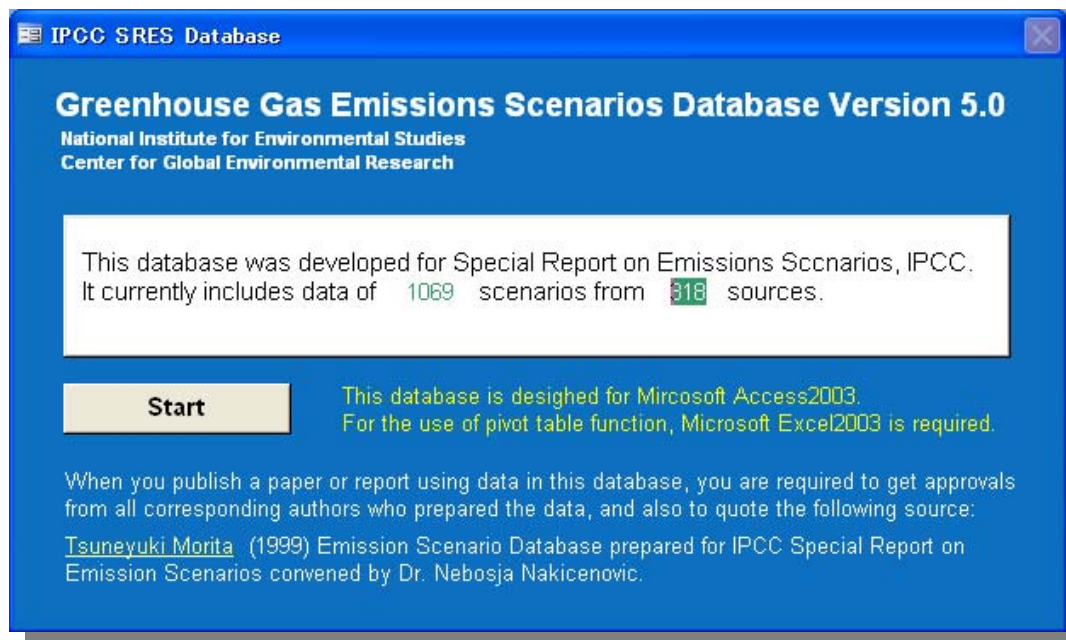 IPCC SRES Database
Greenhouse Gas Emissions Scenarios Database Version 5.0
National Institute for Environmental Studies
Center for Global Environmental Research
This database was developed for Special Report on Emissions Sccnarios, IPCC.
It currently includes data of 1069 scenarios from 318 sources.
Start
This database is desighed for Mircosoft Access2003.
For the use of pivot table function, Microsoft Excel2003 is required.
When you publish a paper or report using data in this database, you are required to get approvals
from all corresponding authors who prepared the data, and also to quote the following source:
Tsuneyuki Morita (1999) Emission Scenario Database prepared for IPCC Special Report on
Emission Scenarios convened by Dr. Nebosja Nakicenovic.